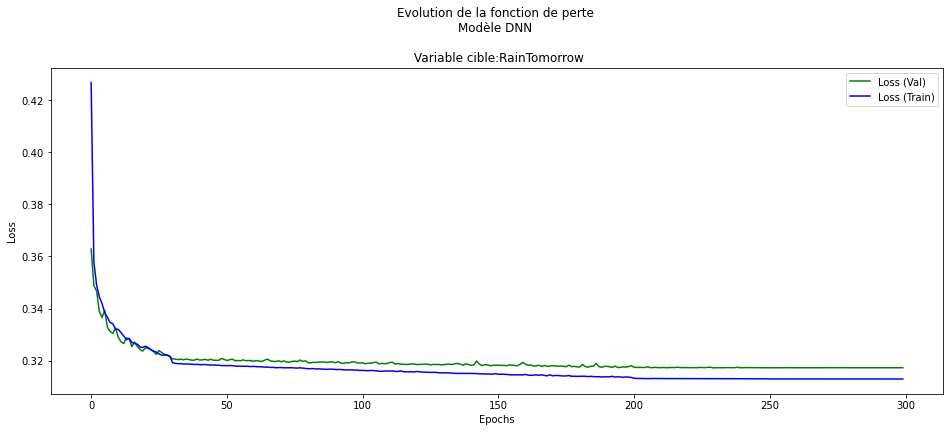 Evolution de la fonction de perte
Modèle DNN
Variable cible:RainTomorrow
Loss (Val)
Loss (Train)
0.42
0.40
0.38
0.36
0.34
0.32
Loss
0
50
100
150
200
250
300
Epochs